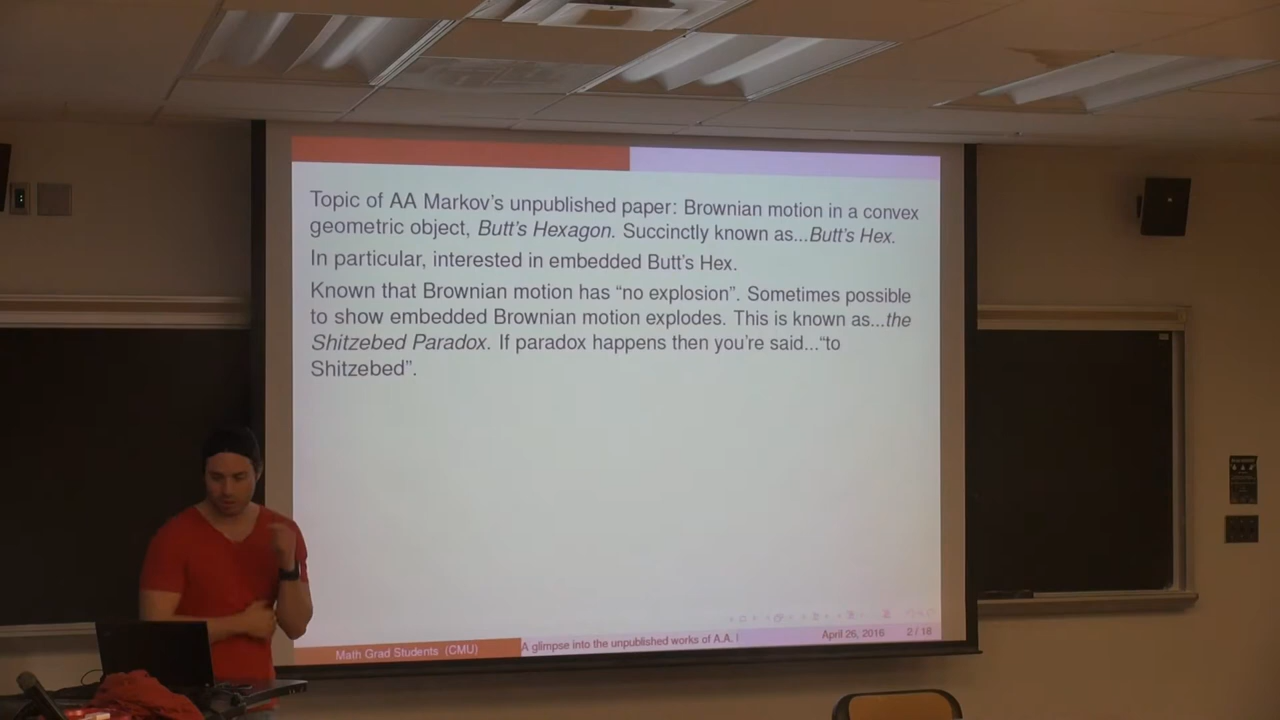 Topic of AA Markov's unpublished paper: Brownian motion in a convex
geometric object, Butt's Hexagon. Succinctly known as...Butt's Hex.
In particular, interested in embedded Butt's Hex.
Known that Brownian motion has “no explosion”. Sometimes possible
to show embedded Brownian motion explodes. This is known as...the
Shitzebed Paradox. If paradox happens then you're said...“to
Shitzebed”.
Math Grad Students (CMU)
A glimpse into the unpublished works of A.A. I
April 26, 2016
2 / 18